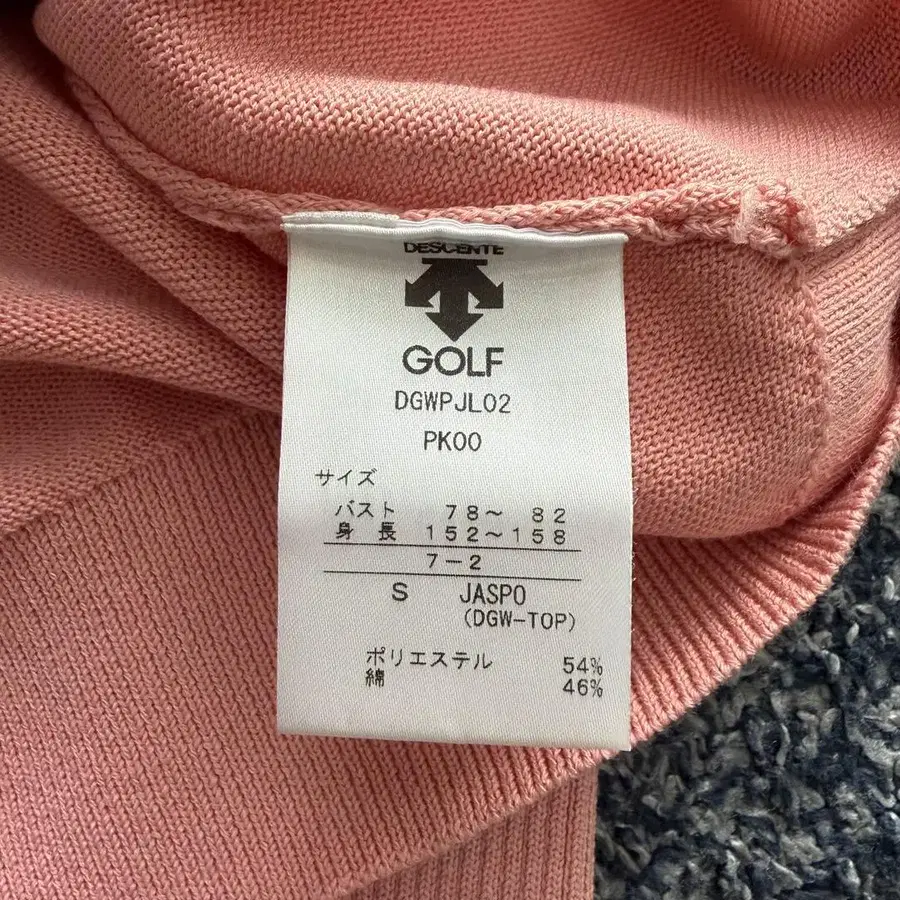 DESCENTE
GOLF
DGWPJL02
PK00
サイズ
バスト 78～ 82
身長 152～158
7-2
S JASPO
(DGW-TOP)
ポリエステル 54%
綿 46%